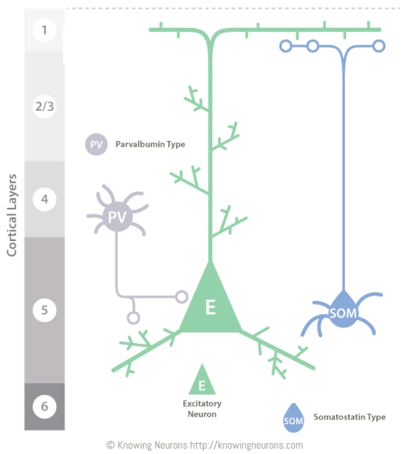 1
2/3
PV
Parvalbumin Type
Cortical Layers
4
PV
5
E
SOM
E
Excitatory
Neuron
6
SOM
Somatostatin Type
© Knowing Neurons http://knowingneurons.com